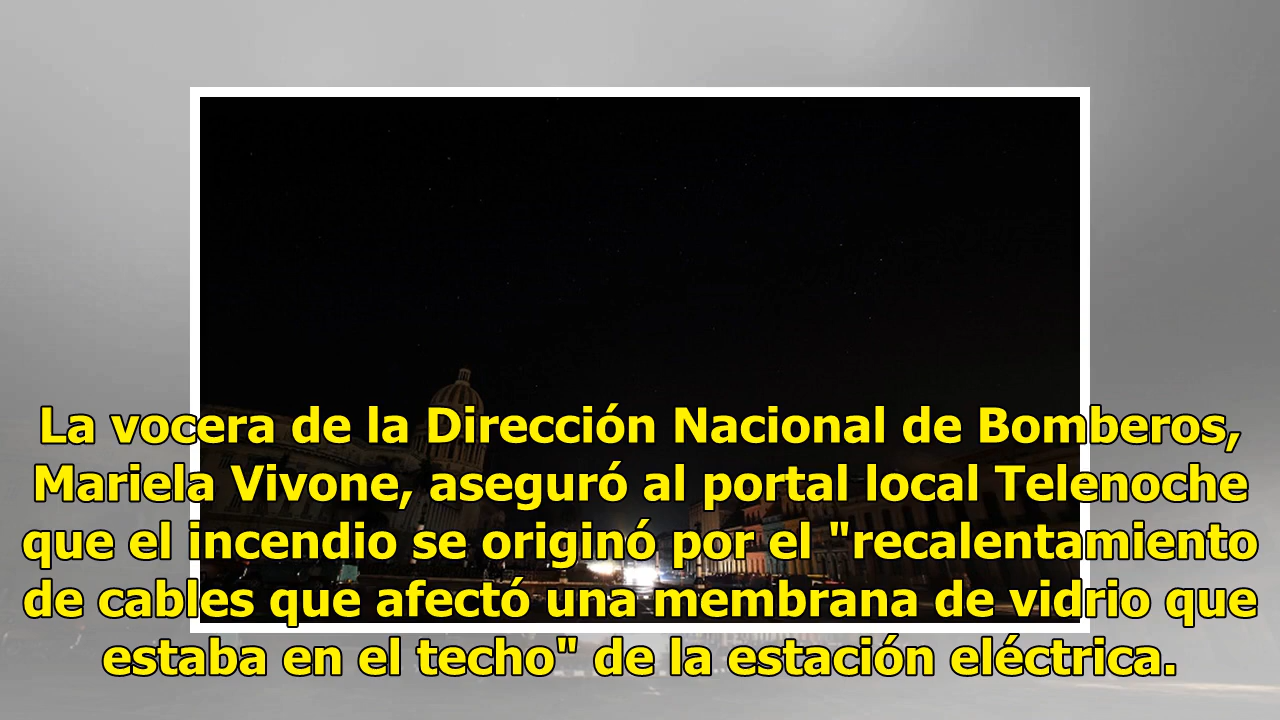 La vocera de la Dirección Nacional de Bomberos,
Mariela Vivone, aseguró al portal local Telenoche
que el incendio se originó por el "recalentamiento
de cables que afectó una membrana de vidrio que
estaba en el techo" de la estación eléctrica.